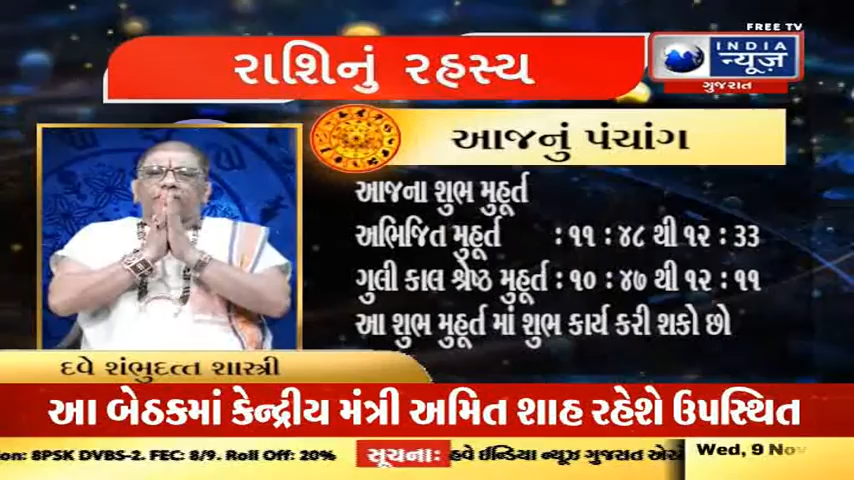 FREE TV
રાશિનું રહસ્ય
INDIA
ન્યૂઝ
ગુજરાત
આજનું પંચાંગ
આજના શુભ મુહૂર્ત
અભિજિત મુહૂર્ત : ૧૧ : ૪૮ થી ૧૨ : ૩૩
ગુલી કાલ શ્રેષ્ઠ મુહૂર્ત : ૧૦ : ૪૭ થી ૧૨ : ૧૧
આ શુભ મુહૂર્ત માં શુભ કાર્ય કરી શકો છો
દવે શંભુદત્ત શાસ્ત્રી
આ બેઠકમાં કેન્દ્રીય મંત્રી અમિત શાહ રહેશે ઉપસ્થિત
on: 8PSK DVBS-2. FEC: 8/9. Roll Off: 20% સૂચનાઃ હવે ઈન્ડિયા ન્યૂઝ ગુજરાત Wed, 9 Nov